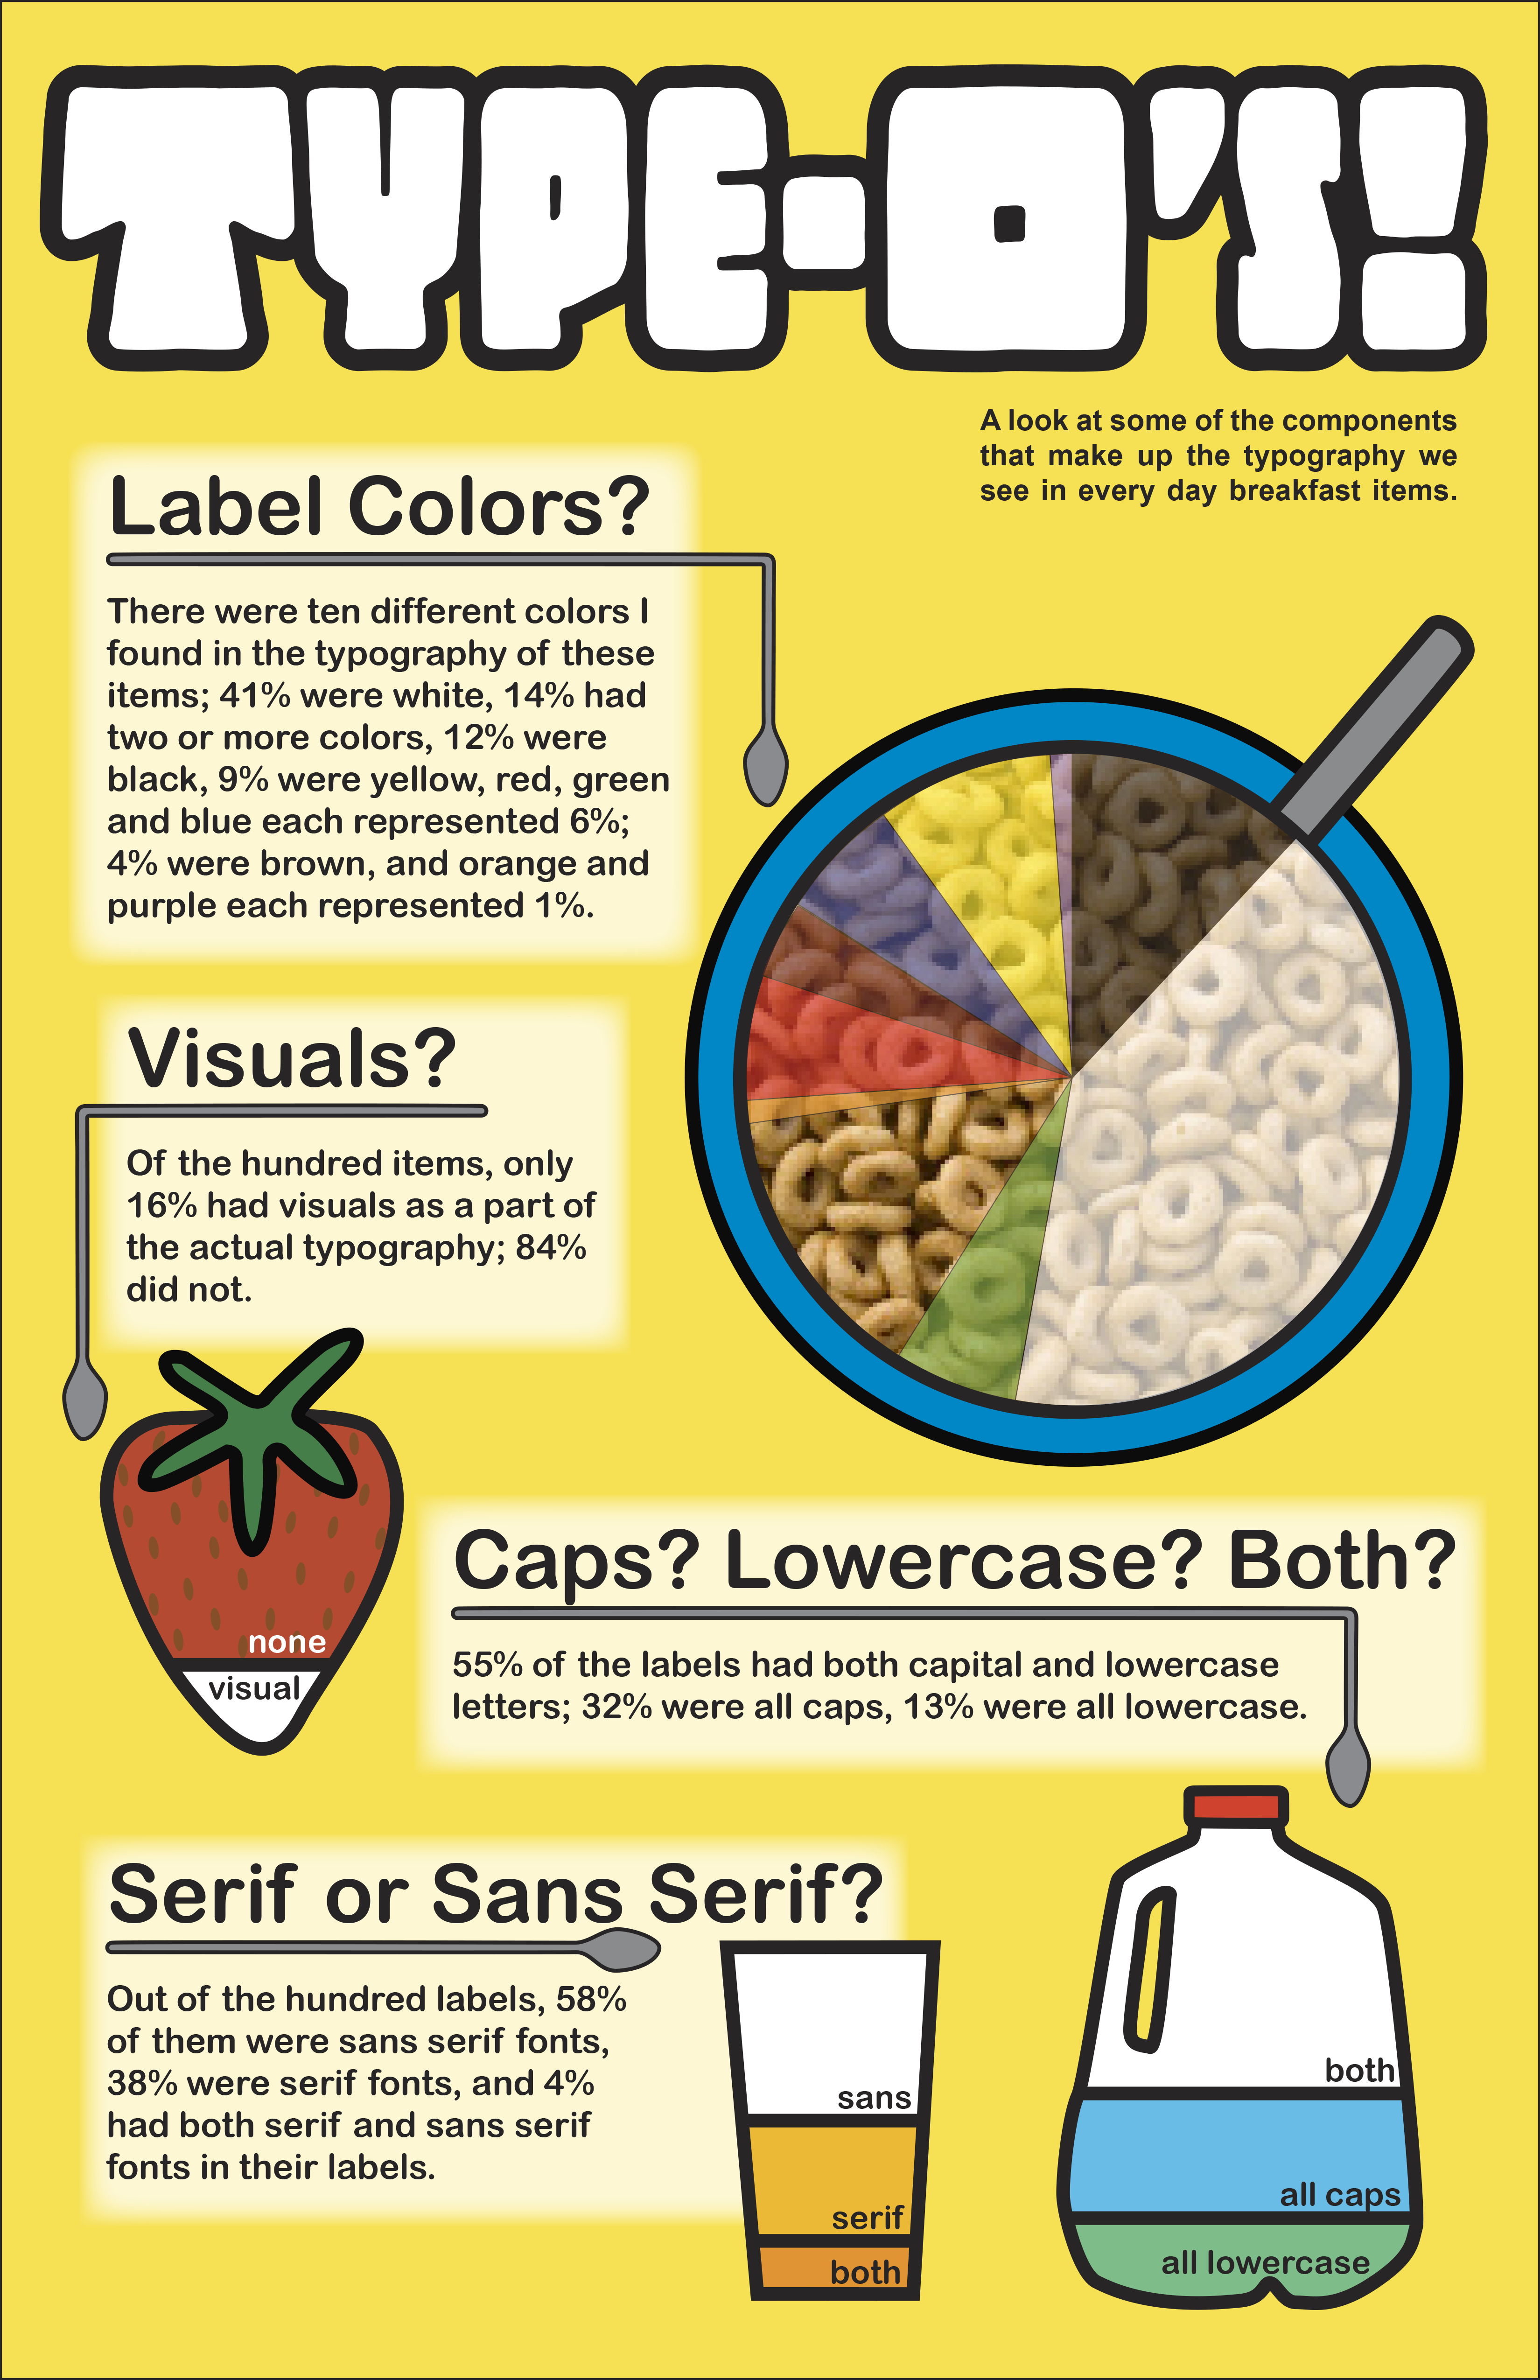 TYPE-O's!
A look at some of the components
that make up the typography we
see in every day breakfast items.
Label Colors?
There were ten different colors I
found in the typography of these
items; 41% were white, 14% had
two or more colors, 12% were
black, 9% were yellow, red, green
and blue each represented 6%;
4% were brown, and orange and
purple each represented 1%.
Visuals?
Of the hundred items, only
16% had visuals as a part of
the actual typography; 84%
did not.
none
visual
Caps? Lowercase? Both?
55% of the labels had both capital and lowercase
letters; 32% were all caps, 13% were all lowercase.
both
all caps
all lowercase
Serif or Sans Serif?
Out of the hundred labels, 58%
of them were sans serif fonts,
38% were serif fonts, and 4%
had both serif and sans serif
fonts in their labels.
sans
serif
both